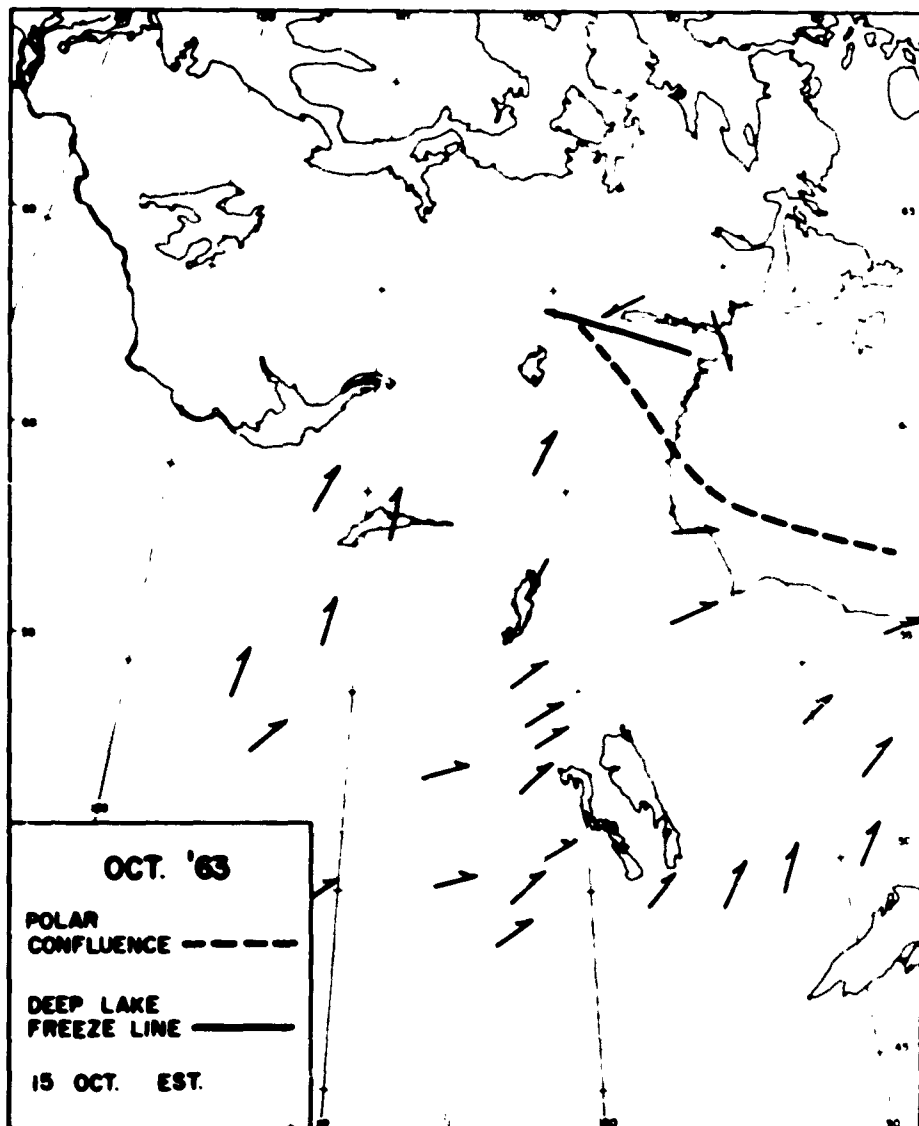 OCT. '63
POLAR
CONFLUENCE
DEEP LAKE
FREEZE LINE
15 OCT. EST.